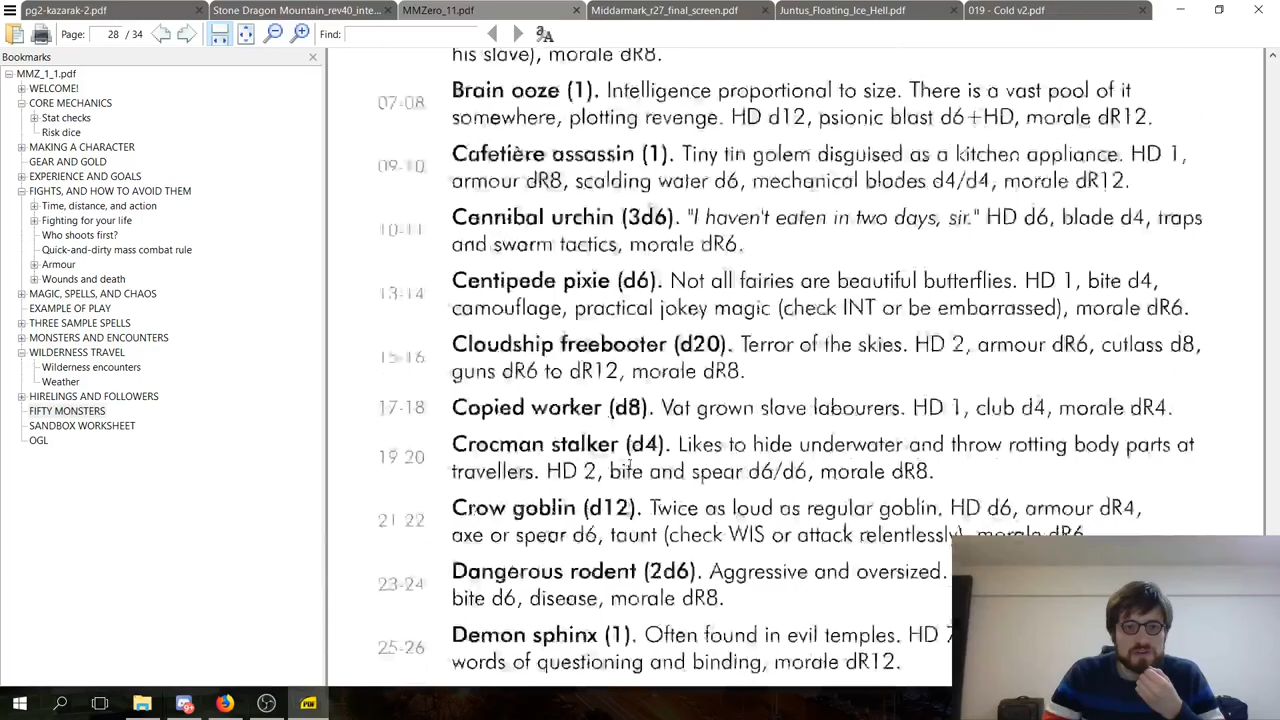 pg2-kazarak-2.pdf
Stone Dragon Mountain_rev40_inte...
MMZero_11.pdf
Middarmark_r27_final_screen.pdf
Juntus_Floating_Ice_Hell.pdf
019 - Cold v2.pdf
Page: 28 / 34
Find:
Bookmarks
MMZ_1_1.pdf
WELCOME!
CORE MECHANICS
Stat checks
Risk dice
MAKING A CHARACTER
GEAR AND GOLD
EXPERIENCE AND GOALS
FIGHTS, AND HOW TO AVOID THEM
Time, distance, and action
Fighting for your life
Who shoots first?
Quick-and-dirty mass combat rule
Armour
Wounds and death
MAGIC, SPELLS, AND CHAOS
EXAMPLE OF PLAY
THREE SAMPLE SPELLS
MONSTERS AND ENCOUNTERS
WILDERNESS TRAVEL
Wilderness encounters
Weather
HIRELINGS AND FOLLOWERS
FIFTY MONSTERS
SANDBOX WORKSHEET
OGL
his slave), morale dR8.
07-08 Brain ooze (1). Intelligence proportional to size. There is a vast pool of it
somewhere, plotting revenge. HD d12, psionic blast d6+HD, morale dR12.
09-10 Cafetière assassin (1). Tiny tin golem disguised as a kitchen appliance. HD 1,
armour dR8, scalding water d6, mechanical blades d4/d4, morale dR12.
10-11 Cannibal urchin (3d6). "I haven't eaten in two days, sir." HD d6, blade d4, traps
and swarm tactics, morale dR6.
13-14 Centipede pixie (d6). Not all fairies are beautiful butterflies. HD 1, bite d4,
camouflage, practical jokey magic (check INT or be embarrassed), morale dR6.
15-16 Cloudship freebooter (d20). Terror of the skies. HD 2, armour dR6, cutlass d8,
guns dR6 to dR12, morale dR8.
17-18 Copied worker (d8). Vat grown slave labourers. HD 1, club d4, morale dR4.
19-20 Crocman stalker (d4). Likes to hide underwater and throw rotting body parts at
travellers. HD 2, bite and spear d6/d6, morale dR8.
21-22 Crow goblin (d12). Twice as loud as regular goblin. HD d6, armour dR4,
axe or spear d6, taunt (check WIS or attack relentlessly), morale dR6.
23-24 Dangerous rodent (2d6). Aggressive and oversized.
bite d6, disease, morale dR8.
25-26 Demon sphinx (1). Often found in evil temples. HD 7
words of questioning and binding, morale dR12.